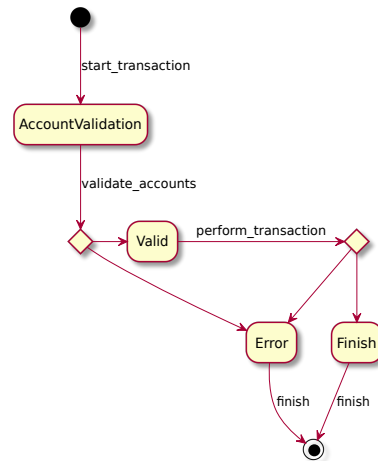 start_transaction
AccountValidation
validate_accounts
Valid
perform_transaction
Error
Finish
finish
finish